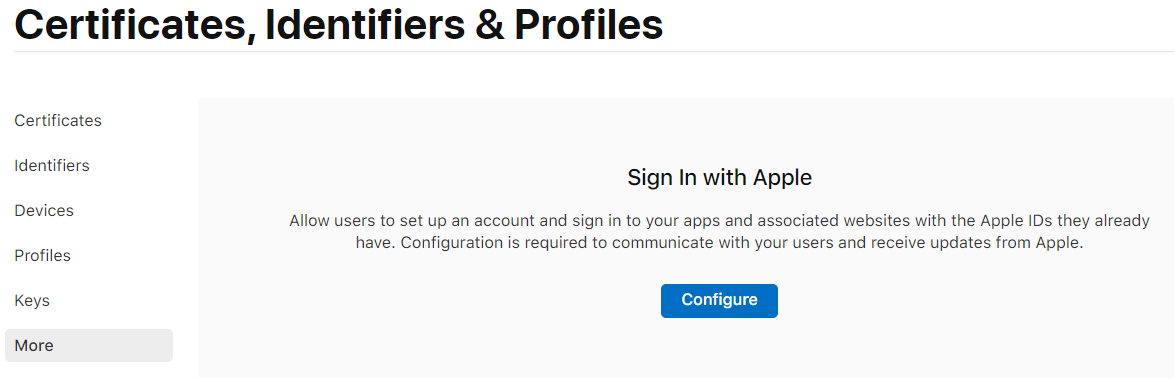 Certificates, Identifiers & Profiles
Certificates
Identifiers
Devices
Profiles
Keys
More
Sign In with Apple
Allow users to set up an account and sign in to your apps and associated websites with the Apple IDs they already
have. Configuration is required to communicate with your users and receive updates from Apple.
Configure